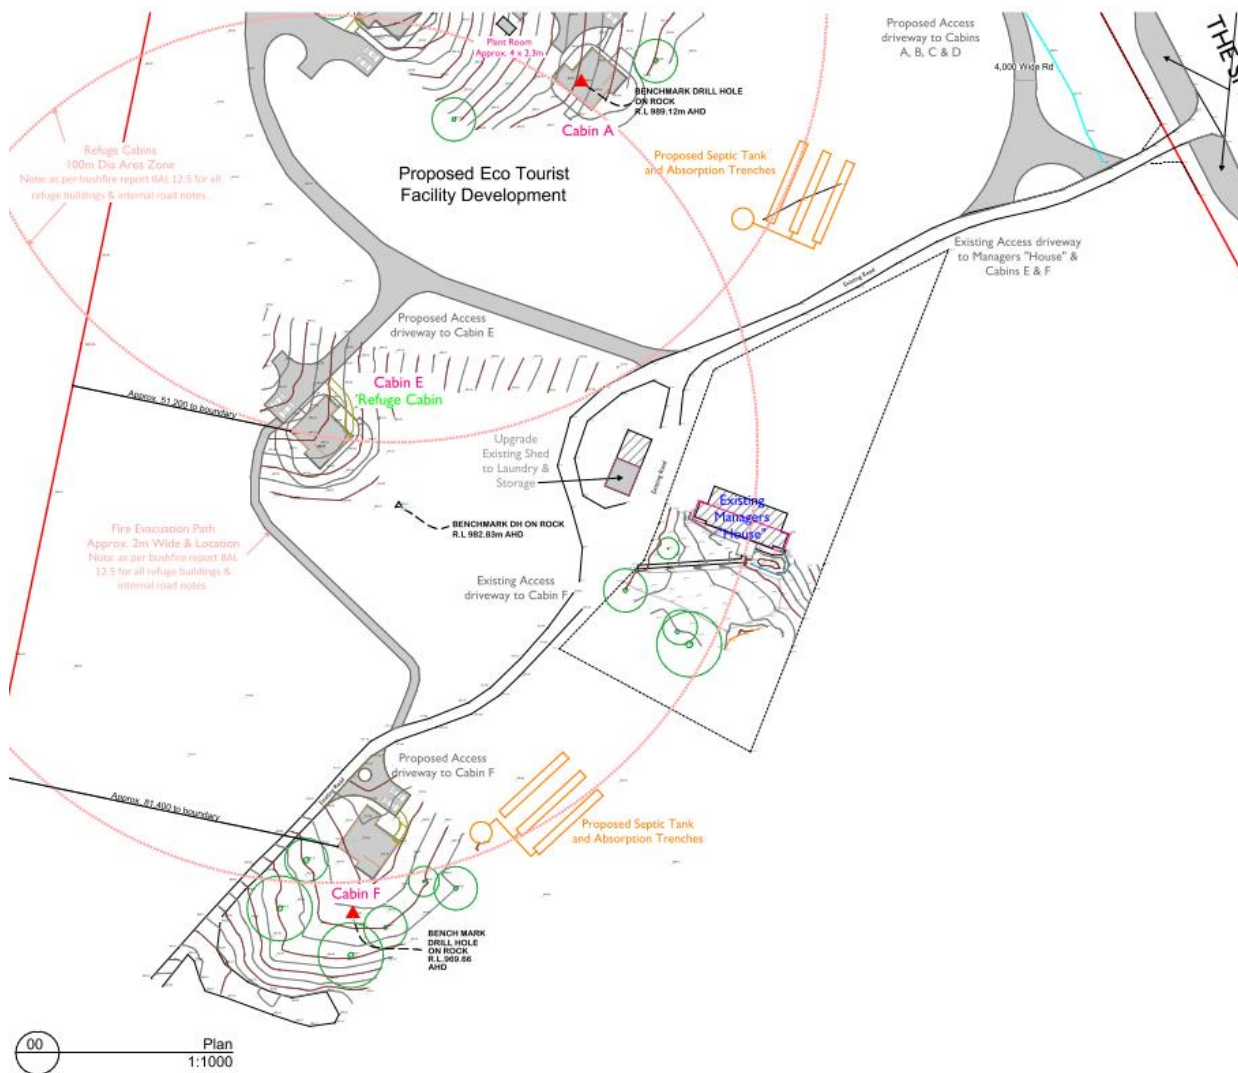 Proposed Access
driveway to Cabins
A, B, C & D
4,000 Wide Rd
Plant Room
Approx. 4 x 2.3m
BENCHMARK DRILL HOLE
ON ROCK
R.L 989.12m AHD
Cabin A
Refuge Cabins
100m Dia Area Zone
Note: as per bushfire report BAL 12.5 for all
refuge buildings & internal road notes.
Proposed Eco Tourist
Facility Development
Proposed Septic Tank
and Absorption Trenches
Existing Access driveway
to Managers "House" &
Cabins E & F
Existing Road
Proposed Access
driveway to Cabin E
Cabin E
Refuge Cabin
Approx. 51,200 to boundary
Upgrade
Existing Shed
to Laundry &
Storage
Existing Road
Existing
Managers
"House"
BENCHMARK DH ON ROCK
R.L 982.83m AHD
Fire Evacuation Path
Approx. 2m Wide & Location
Note: as per bushfire report BAL
12.5 for all refuge buildings &
internal road notes.
Existing Access
driveway to Cabin F
Proposed Access
driveway to Cabin F
Existing Road
Approx. 81,400 to boundary
Proposed Septic Tank
and Absorption Trenches
Cabin F
BENCH MARK
DRILL HOLE
ON ROCK
R.L.969.66
AHD
00
Plan
1:1000